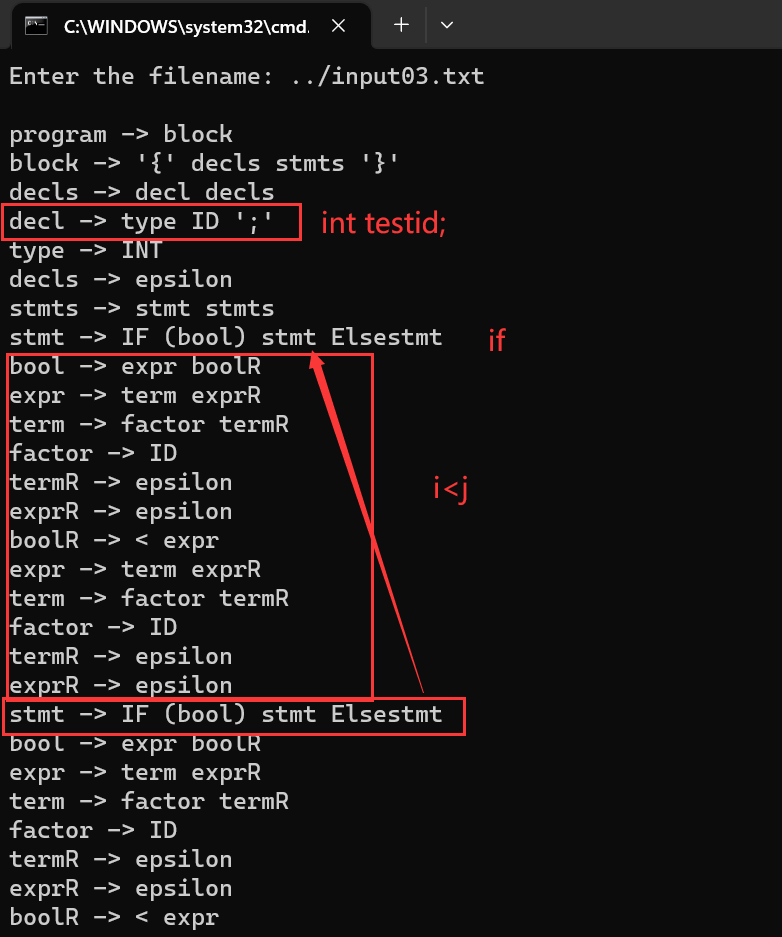 C:\WINDOWS\system32\cmd.
Enter the filename: ../input03.txt
program -> block
block -> '{' decls stmts '}'
decls -> decl decls
decl -> type ID ';' int testid;
type -> INT
decls -> epsilon
stmts -> stmt stmts
stmt -> IF (bool) stmt Elsestmt if
bool -> expr boolR
expr -> term exprR
term -> factor termR
factor -> ID
termR -> epsilon i<j
exprR -> epsilon
boolR -> < expr
expr -> term exprR
term -> factor termR
factor -> ID
termR -> epsilon
exprR -> epsilon
stmt -> IF (bool) stmt Elsestmt
bool -> expr boolR
expr -> term exprR
term -> factor termR
factor -> ID
termR -> epsilon
exprR -> epsilon
boolR -> < expr